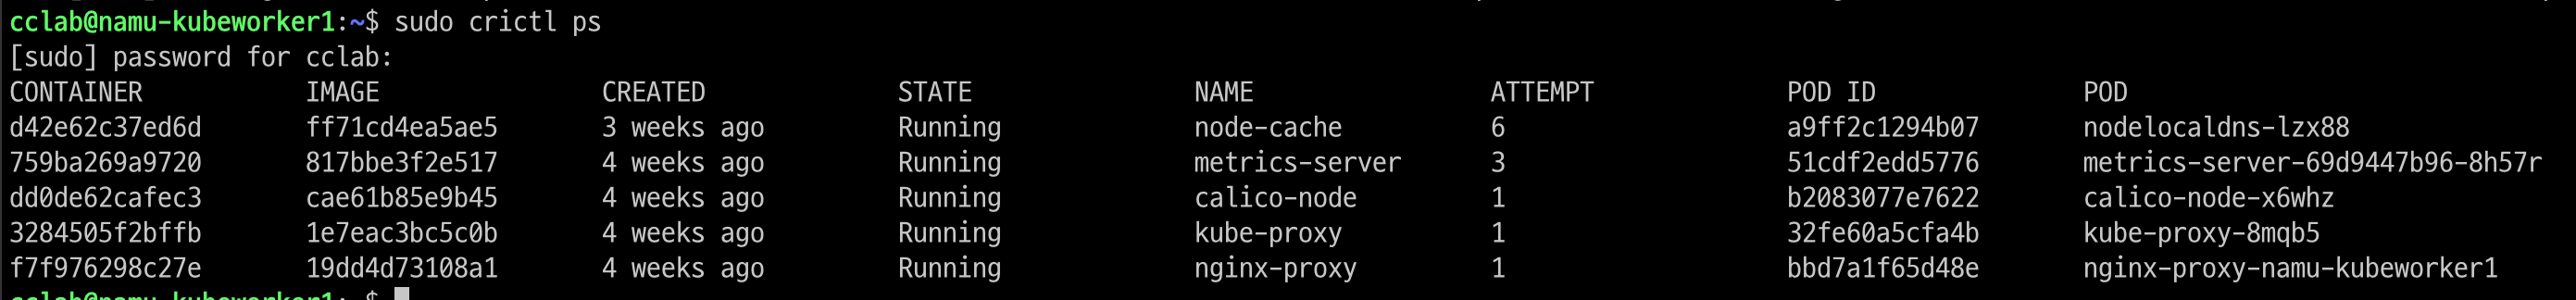 cclab@namu-kubeworker1:~$ sudo crictl ps
[sudo] password for cclab:
CONTAINER IMAGE CREATED STATE NAME ATTEMPT POD ID POD
d42e62c37ed6d ff71cd4ea5ae5 3 weeks ago Running node-cache 6 a9ff2c1294b07 nodelocaldns-lzx88
759ba269a9720 817bbe3f2e517 4 weeks ago Running metrics-server 3 51cdf2edd5776 metrics-server-69d9447b96-8h57r
dd0de62cafec3 cae61b85e9b45 4 weeks ago Running calico-node 1 b2083077e7622 calico-node-x6whz
3284505f2bffb 1e7eac3bc5c0b 4 weeks ago Running kube-proxy 1 32fe60a5cfa4b kube-proxy-8mqb5
f7f976298c27e 19dd4d73108a1 4 weeks ago Running nginx-proxy 1 bbd7a1f65d48e nginx-proxy-namu-kubeworker1
cclab@namu-kubeworker1:~$